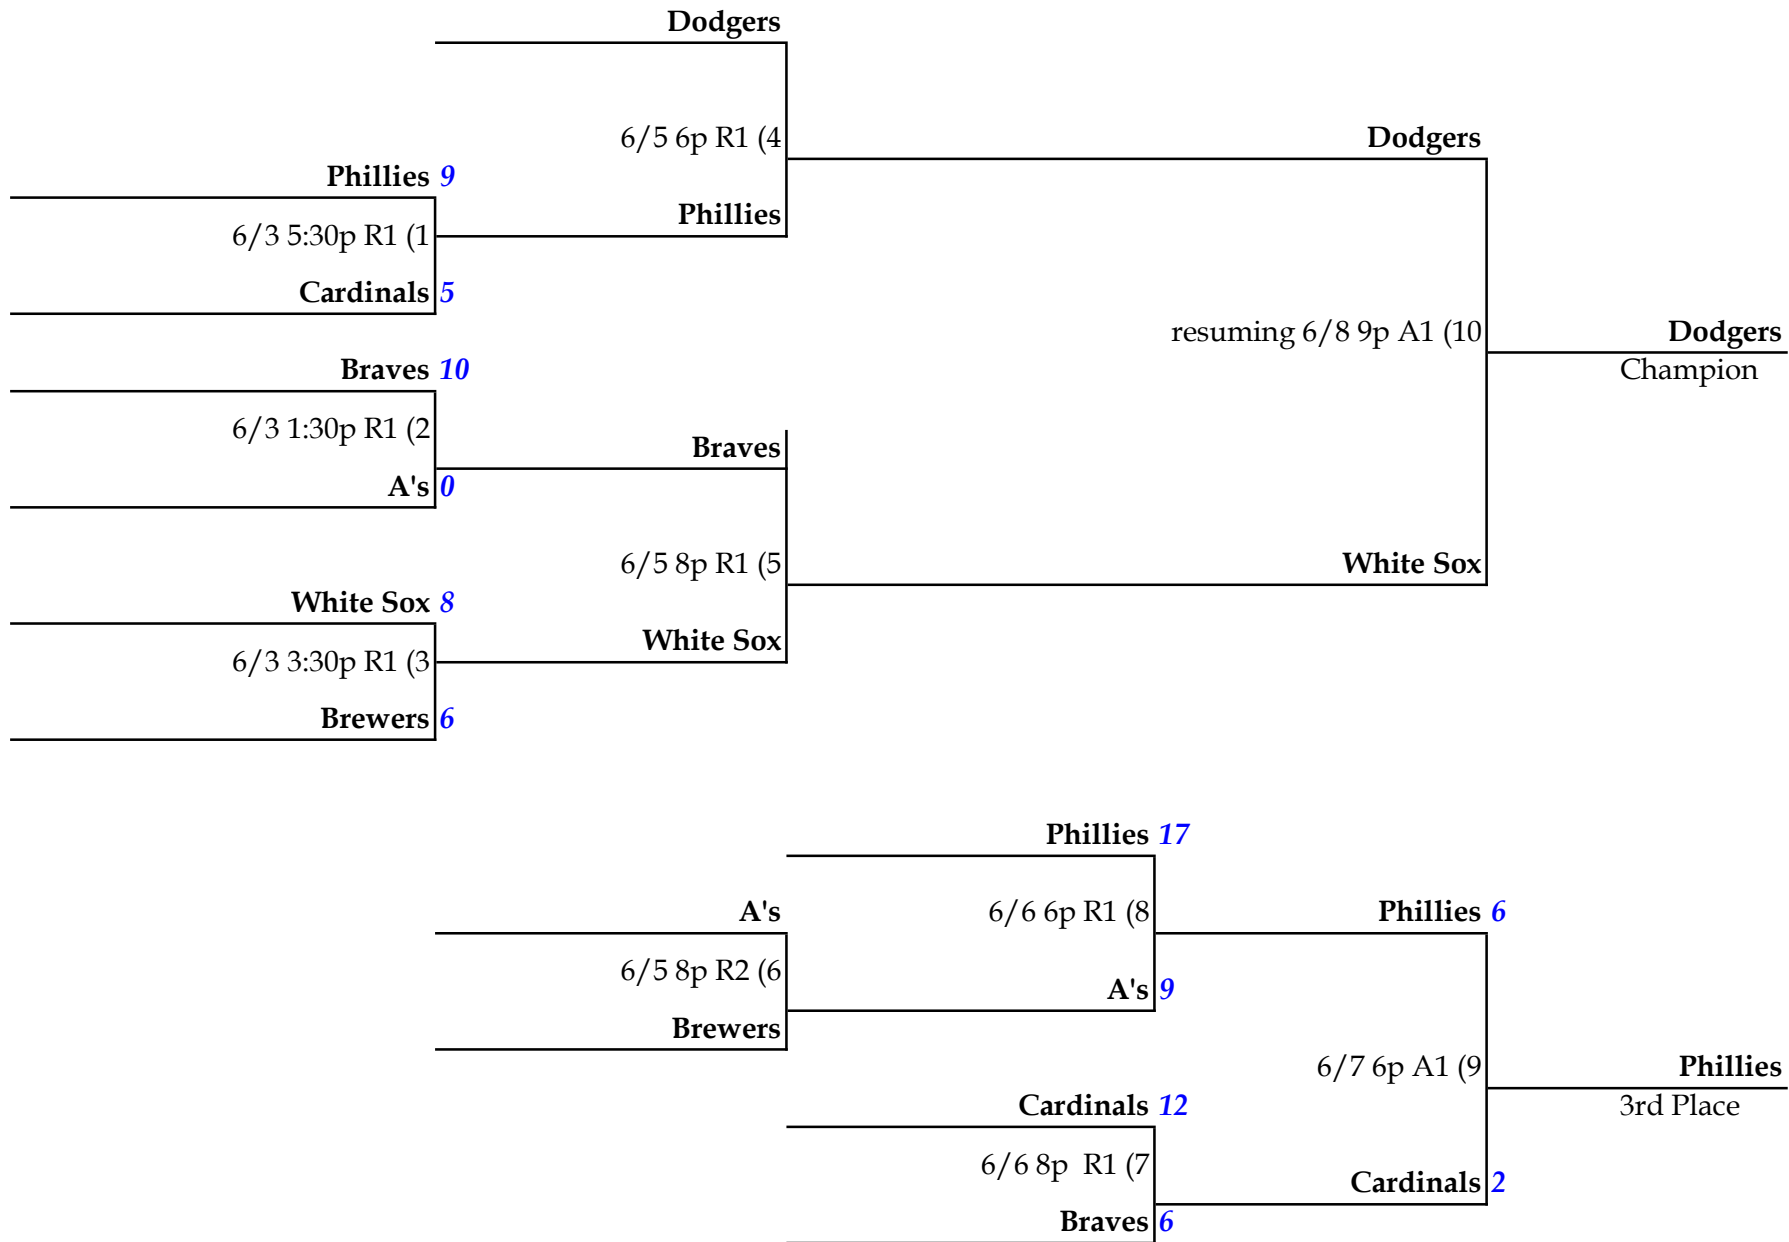 Dodgers
6/5 6p R1 (4
Dodgers
Phillies 9
Phillies
6/3 5:30p R1 (1
Cardinals 5
resuming 6/8 9p A1 (10
Dodgers
Champion
Braves 10
6/3 1:30p R1 (2
Braves
A's 0
6/5 8p R1 (5
White Sox
White Sox 8
White Sox
6/3 3:30p R1 (3
Brewers 6
Phillies 17
A's
6/6 6p R1 (8
Phillies 6
6/5 8p R2 (6
A's 9
Brewers
6/7 6p A1 (9
Phillies
3rd Place
Cardinals 12
6/6 8p  R1 (7
Cardinals 2
Braves 6